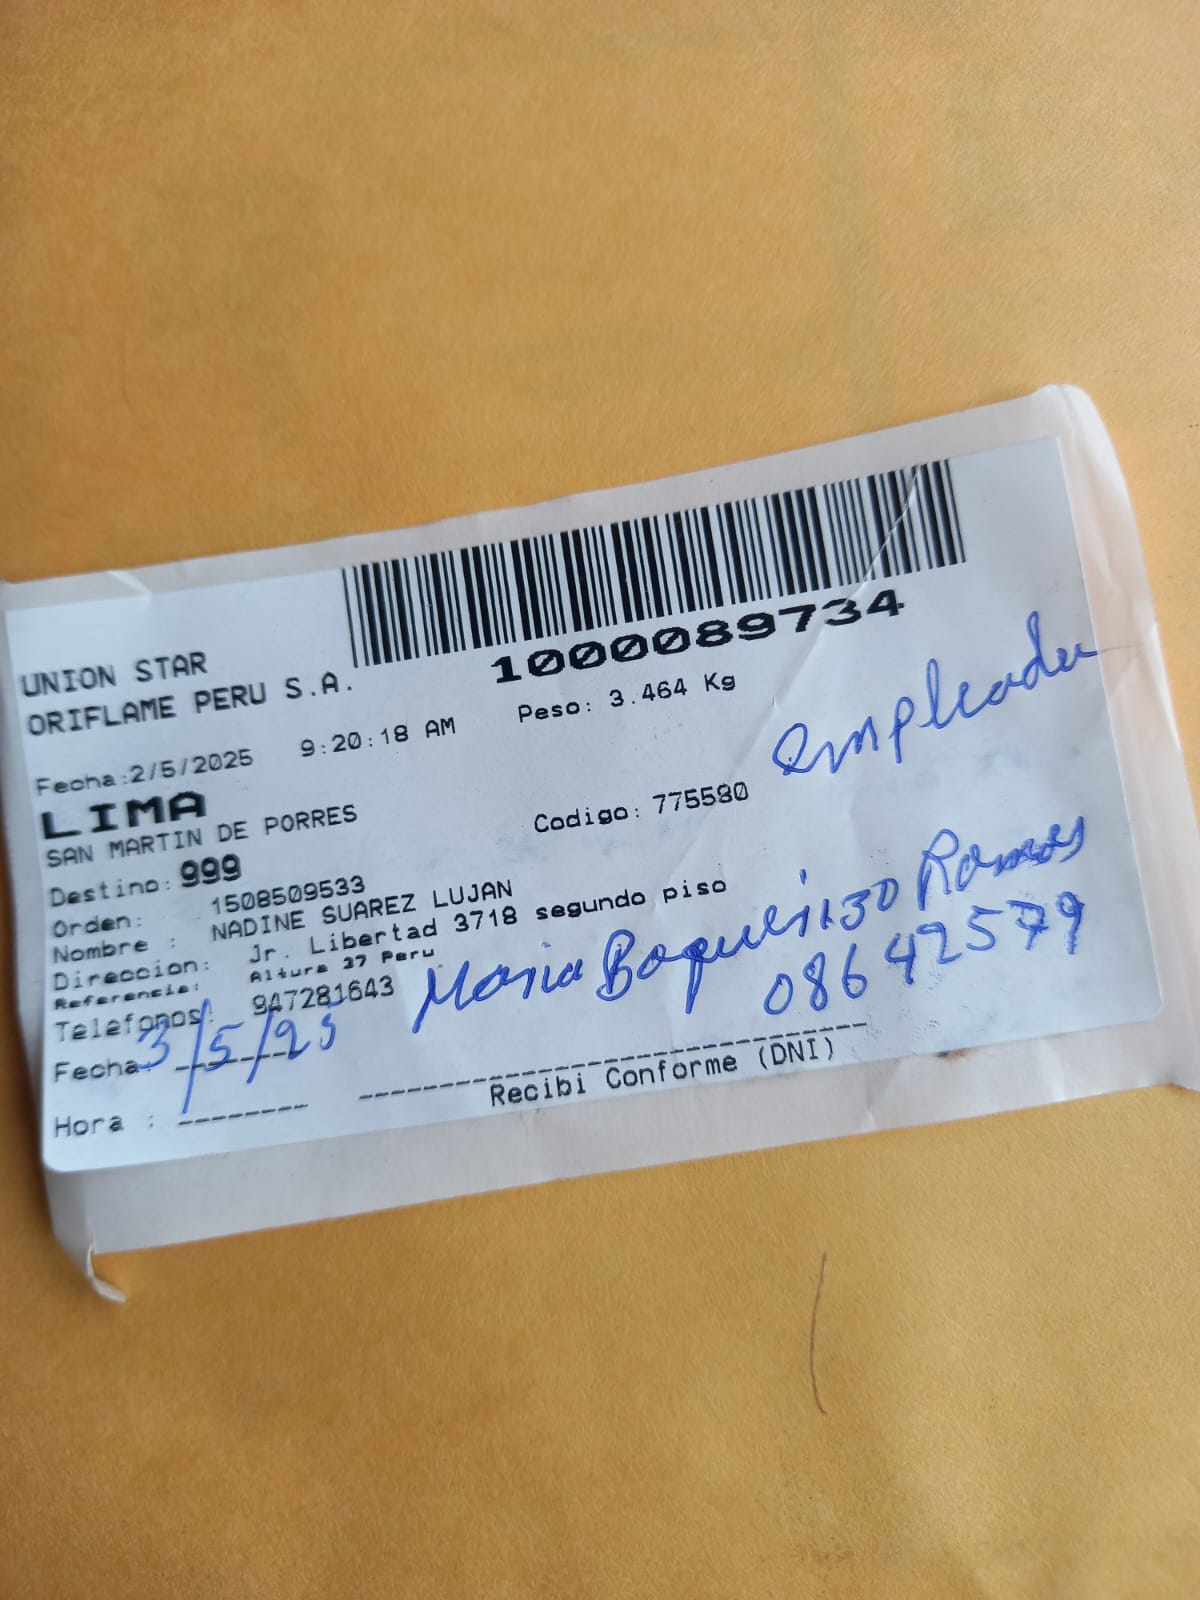 1000089734
UNION STAR
ORIFLAME PERU S.A.
Fecha:2/5/2025 9:20:18 AM Peso: 3.464 Kg
LIMA
SAN MARTIN DE PORRES Codigo: 775580
empleada
Destino: 999
Orden: 1508509533
Nombre : NADINE SUAREZ LUJAN
Direccion: Jr. Libertad 3718 segundo piso
Referencia: Altura 27 Peru
Telefonos: 947281643
Maria Ramos
08642579
Fecha 3/5/25
Hora :
Recibi Conforme (DNI)